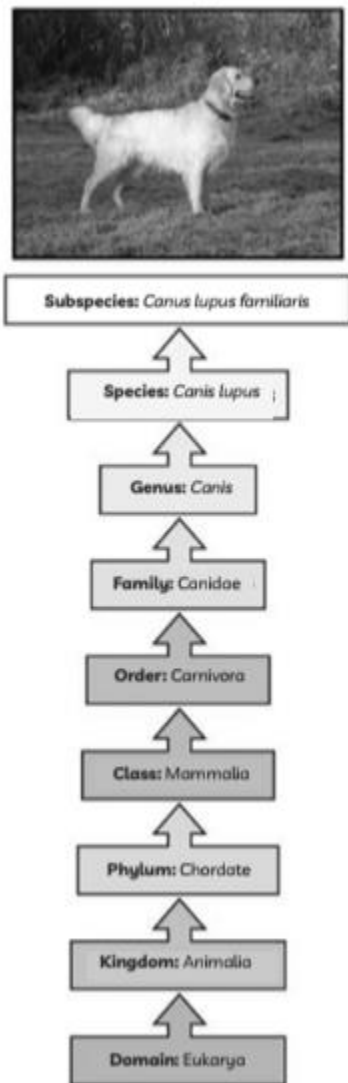 Subspecies: Canus lupus familiaris
Species: Canis lupus
Genus: Canis
Family: Canidae
Order: Carnivora
Class: Mammalia
Phylum: Chordate
Kingdom: Animalia
Domain: Eukarya